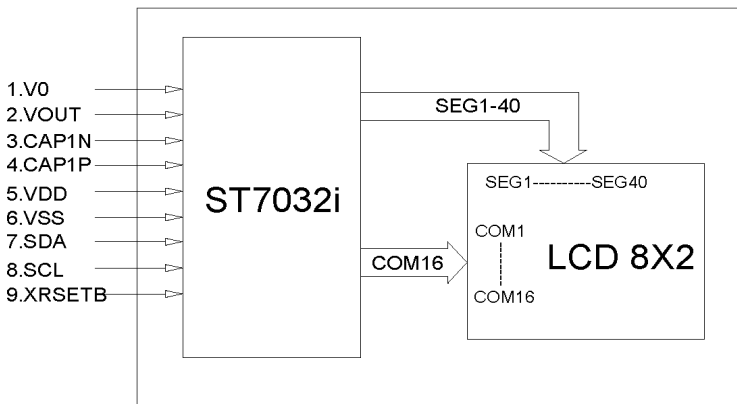 1.V0
2.VOUT
3.CAP1N
4.CAP1P
5.VDD
6.VSS
7.SDA
8.SCL
9.XRSETB
ST7032i
SEG1-40
COM16
SEG1----------SEG40
COM1
COM16
LCD 8X2